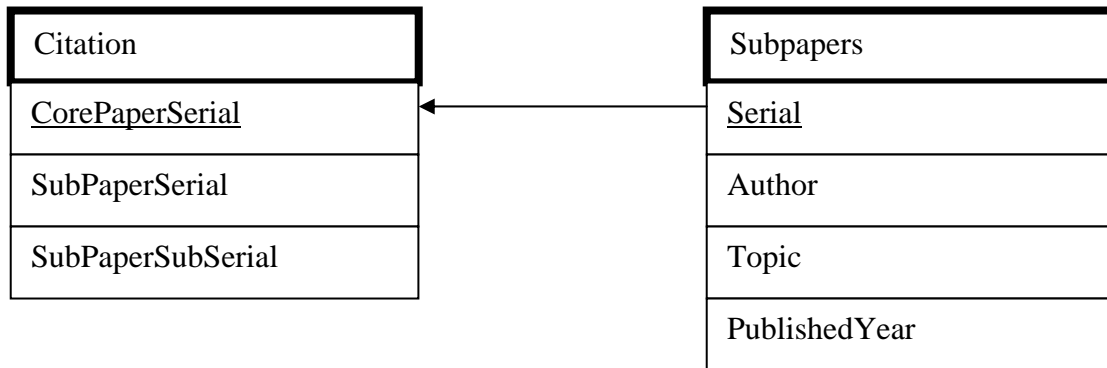 Citation
CorePaperSerial
SubPaperSerial
SubPaperSubSerial
Subpapers
Serial
Author
Topic
PublishedYear